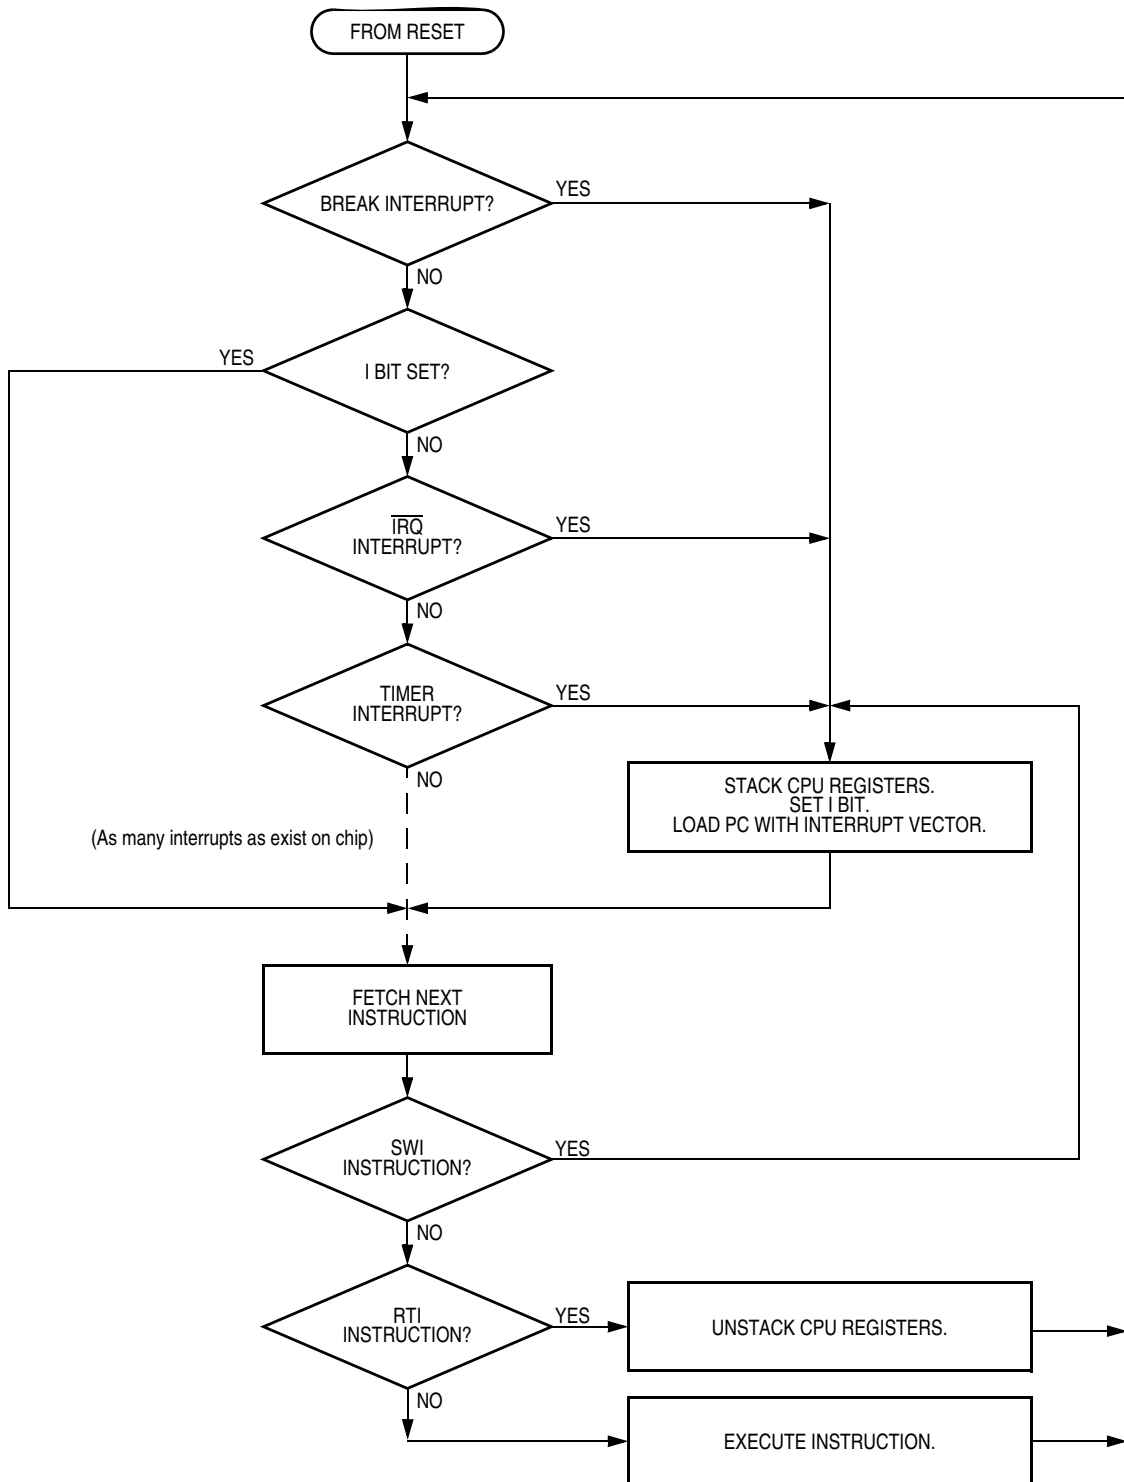 FROM RESET
BREAK INTERRUPT?
YES
NO
I BIT SET?
YES
NO
IRQ
INTERRUPT?
YES
NO
TIMER
INTERRUPT?
YES
NO
STACK CPU REGISTERS.
SET I BIT.
LOAD PC WITH INTERRUPT VECTOR.
(As many interrupts as exist on chip)
FETCH NEXT
INSTRUCTION
SWI
INSTRUCTION?
YES
NO
RTI
INSTRUCTION?
YES
UNSTACK CPU REGISTERS.
NO
EXECUTE INSTRUCTION.